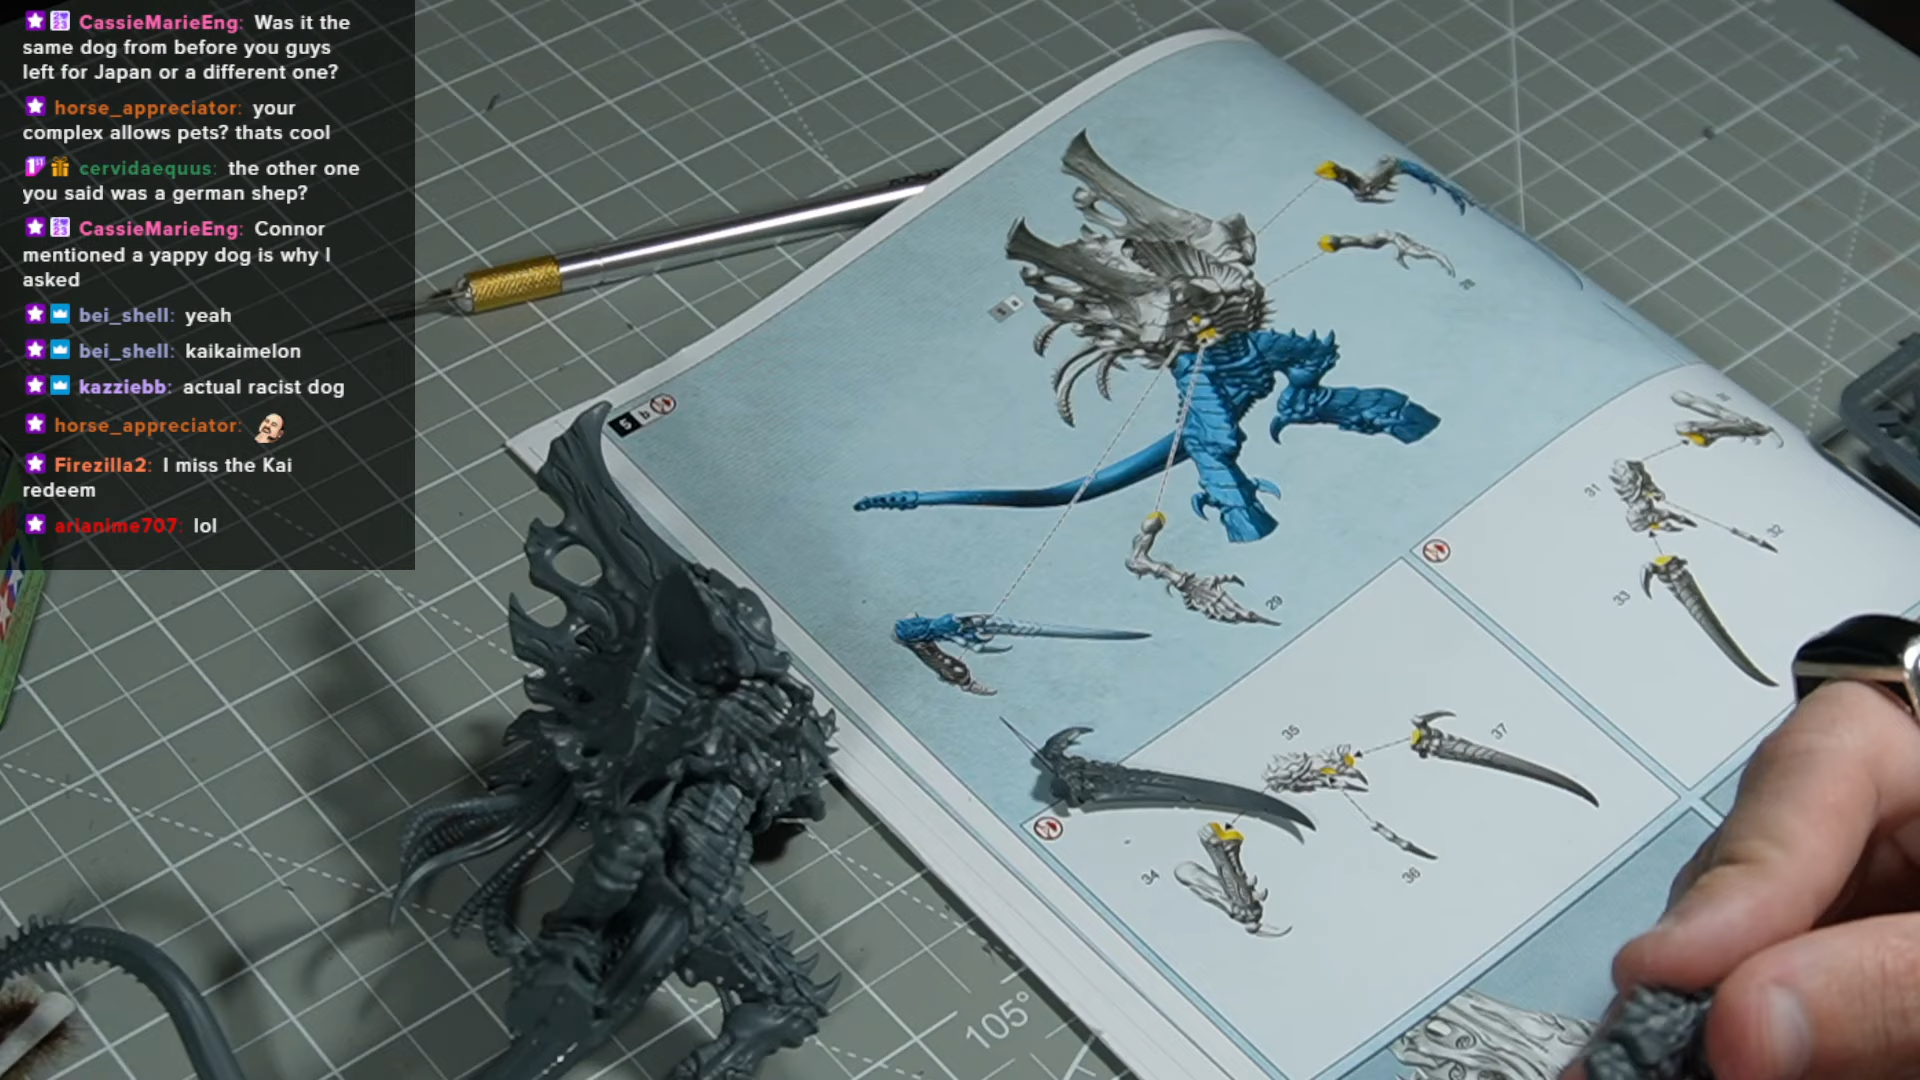 CassieMarieEng: Was it the
same dog from before you guys
left for Japan or a different one?
horse_appreciator: your
complex allows pets? thats cool
cervidaequus: the other one
you said was a german shep?
CassieMarieEng: Connor
mentioned a yappy dog is why I
asked
bei_shell: yeah
bei_shell: kaikaimelon
kazziebb: actual racist dog
horse_appreciator:
Firezilla2: I miss the Kai
redeem
arianime707: lol
5 b
28
29
31
32
33
35
37
34
36
105°